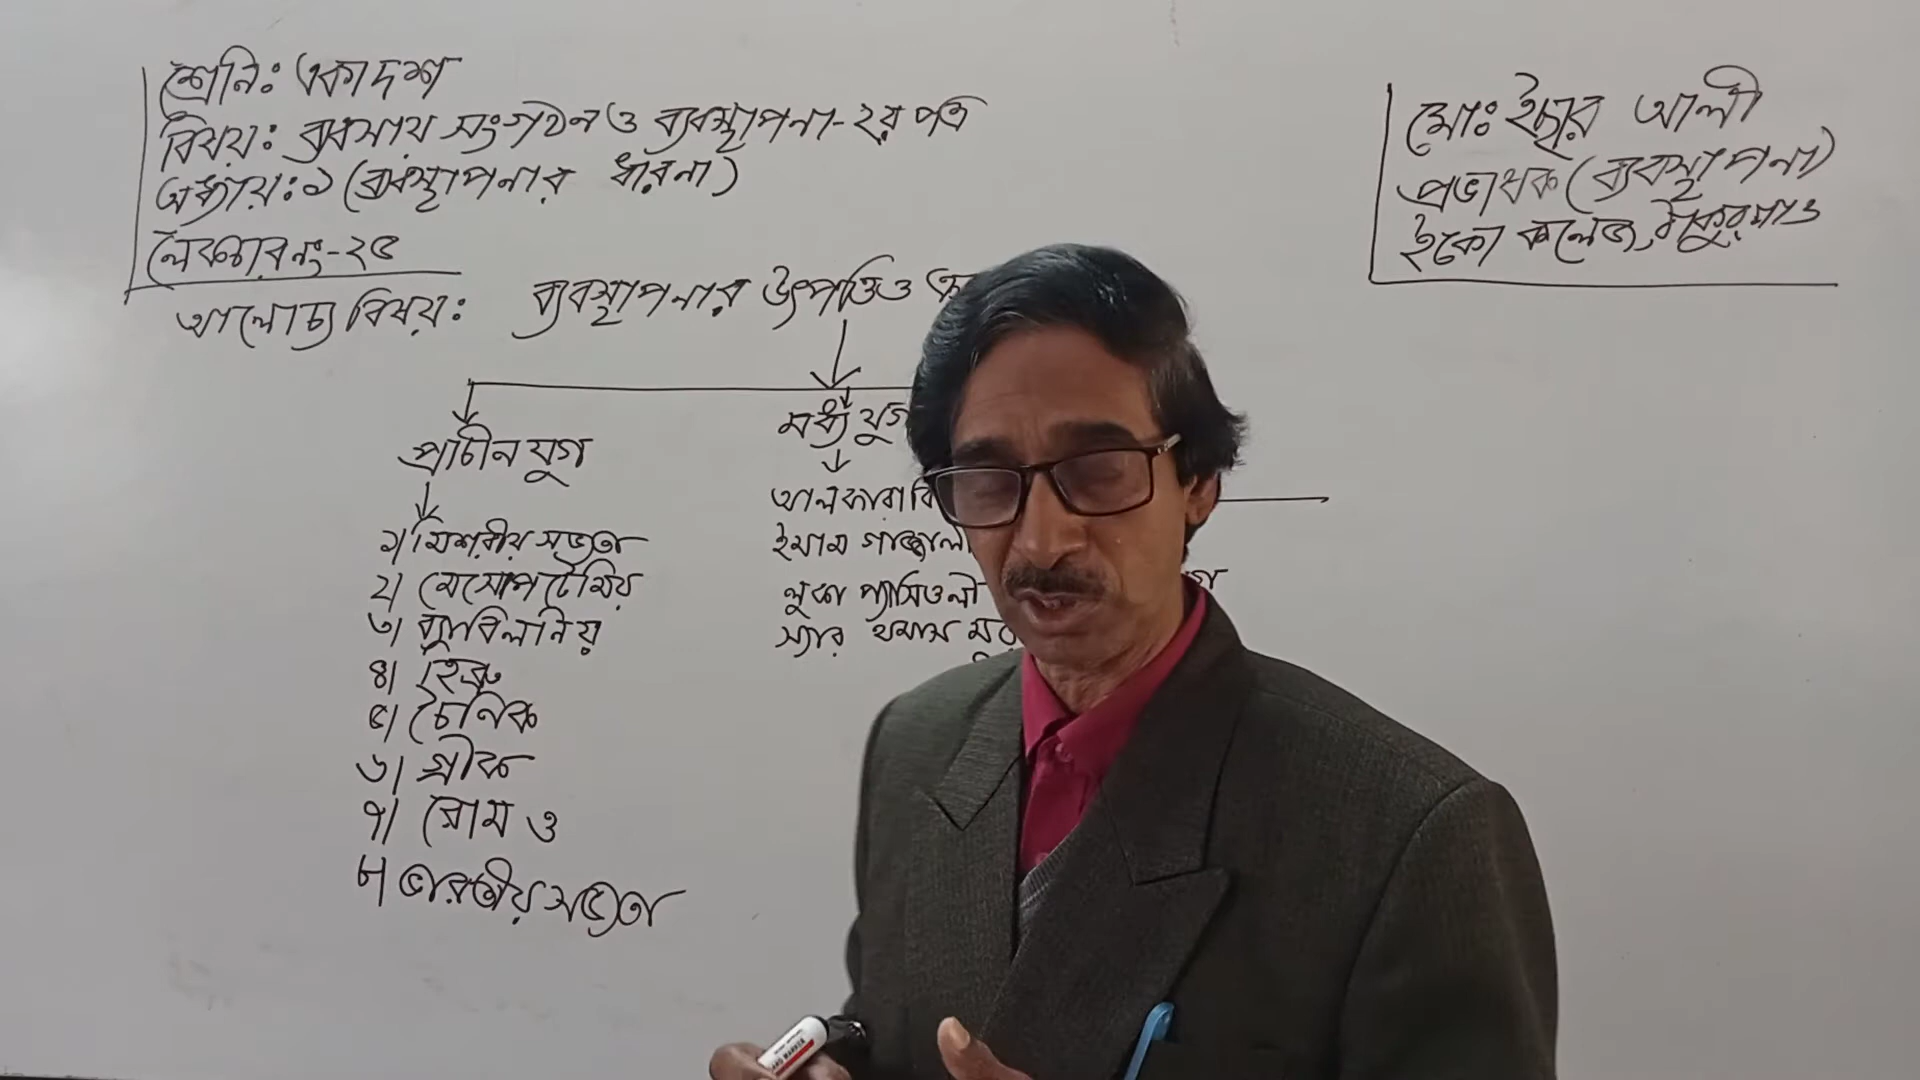 শ্রেনিঃ একাদশ
বিষয়ঃ ব্যবসায় সংগঠন ও ব্যবস্থাপনা-২য় পত্র
অধ্যায়ঃ১ (ব্যবস্থাপনার ধারনা)
লেকচার নং-২৫
মোঃ ইছার আলী
প্রভাষক (ব্যবস্থাপনা)
ইকো কলেজ, ঠাকুরগাঁও
আলোচ্য বিষয়ঃ ব্যবস্থাপনার উৎপত্তি ও
প্রাচীন যুগ
১| মিশরীয় সভ্যতা
২| মেসোপটেমিয়
৩| ব্যাবিলনিয়
৪| হিব্রু
৫| চৈনিক
৬| গ্রীক
৭| রোম ও
৮| ভারতীয় সভ্যতা
মধ্য যুগ
আলফারাবি
ইমাম গাজ্জালী
লুকা প্যাসিওলী
স্যার থমাস মুর